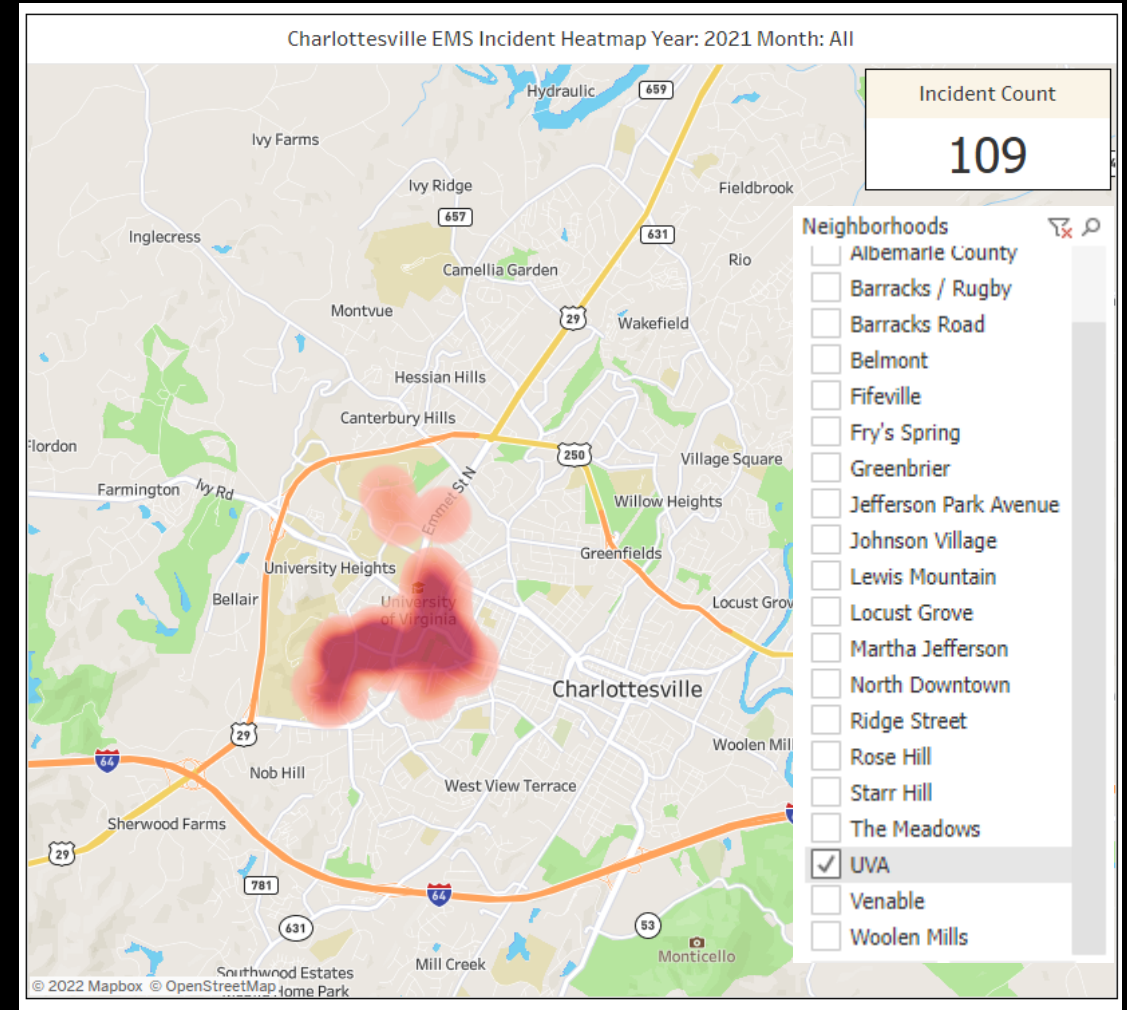 Charlottesville EMS Incident Heatmap Year: 2021 Month: All
Incident Count
109
Hydraulic
659
Ivy Farms
Ivy Ridge
657
Fieldbrook
Inglecress
631
Rio
Camellia Garden
Montvue
29
Wakefield
Hessian Hills
Canterbury Hills
Emmet St N
250
Village Square
Flordon
Farmington
Ivy Rd
Willow Heights
Greenfields
University Heights
Bellair
University
of Virginia
Locust Grov
Charlottesville
29
64
Woolen Mil
Nob Hill
West View Terrace
Sherwood Farms
29
781
64
631
53
Monticello
Mill Creek
Southwood Estates
Home Park
© 2022 Mapbox © OpenStreetMap
Neighborhoods
Albemarle County
Barracks / Rugby
Barracks Road
Belmont
Fifeville
Fry's Spring
Greenbrier
Jefferson Park Avenue
Johnson Village
Lewis Mountain
Locust Grove
Martha Jefferson
North Downtown
Ridge Street
Rose Hill
Starr Hill
The Meadows
UVA
Venable
Woolen Mills